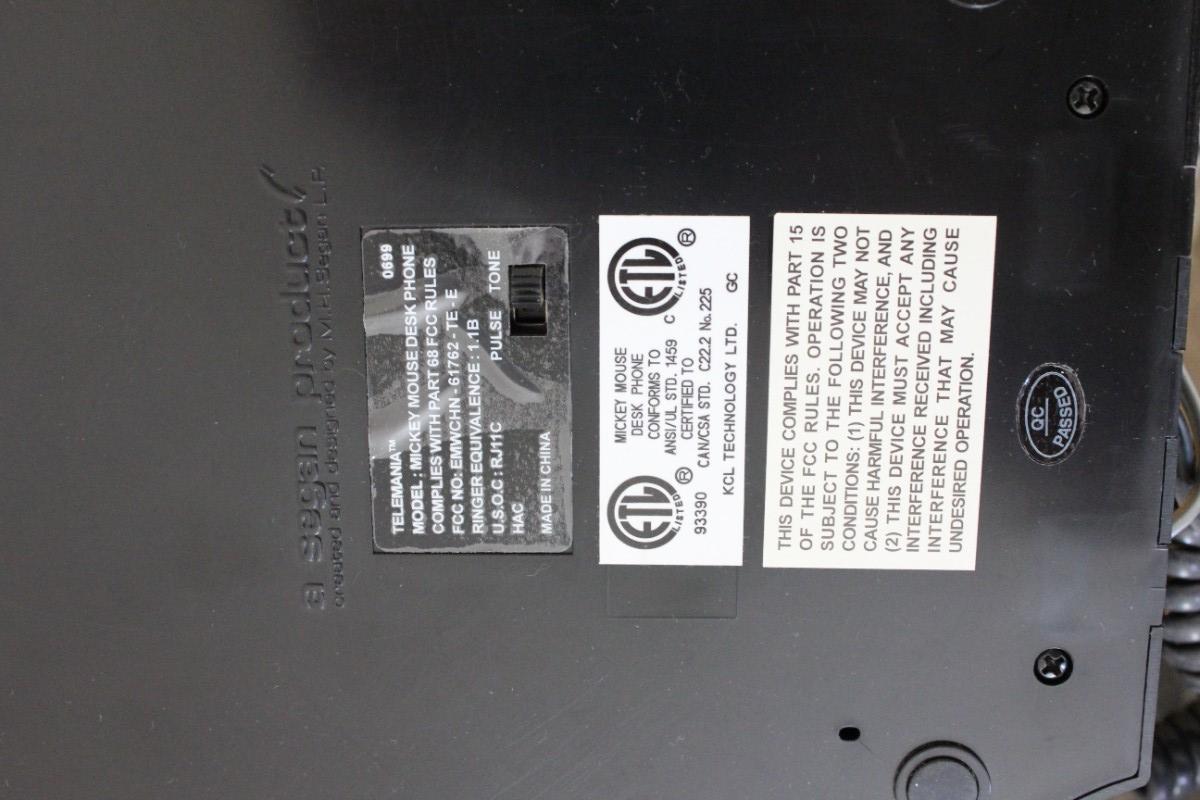 a segan product
created and designed by M.H. Segan L.P.
TELEMANIA™ 0699
MODEL : MICKEY MOUSE DESK PHONE
COMPLIES WITH PART 68 FCC RULES
FCC NO: EMWCHN - 61762 - TE - E
RINGER EQUIVALENCE : 1.1B
U.S.O.C : RJ11C PULSE TONE
HAC
MADE IN CHINA
ETL LISTED ®
93390
MICKEY MOUSE
DESK PHONE
CONFORMS TO
ANSI/UL STD. 1459
CERTIFIED TO
CAN/CSA STD. C22.2 No.225
KCL TECHNOLOGY LTD. GC
C ETL LISTED ®
THIS DEVICE COMPLIES WITH PART 15
OF THE FCC RULES. OPERATION IS
SUBJECT TO THE FOLLOWING TWO
CONDITIONS: (1) THIS DEVICE MAY NOT
CAUSE HARMFUL INTERFERENCE, AND
(2) THIS DEVICE MUST ACCEPT ANY
INTERFERENCE RECEIVED INCLUDING
INTERFERENCE THAT MAY CAUSE
UNDESIRED OPERATION.
QC
PASSED